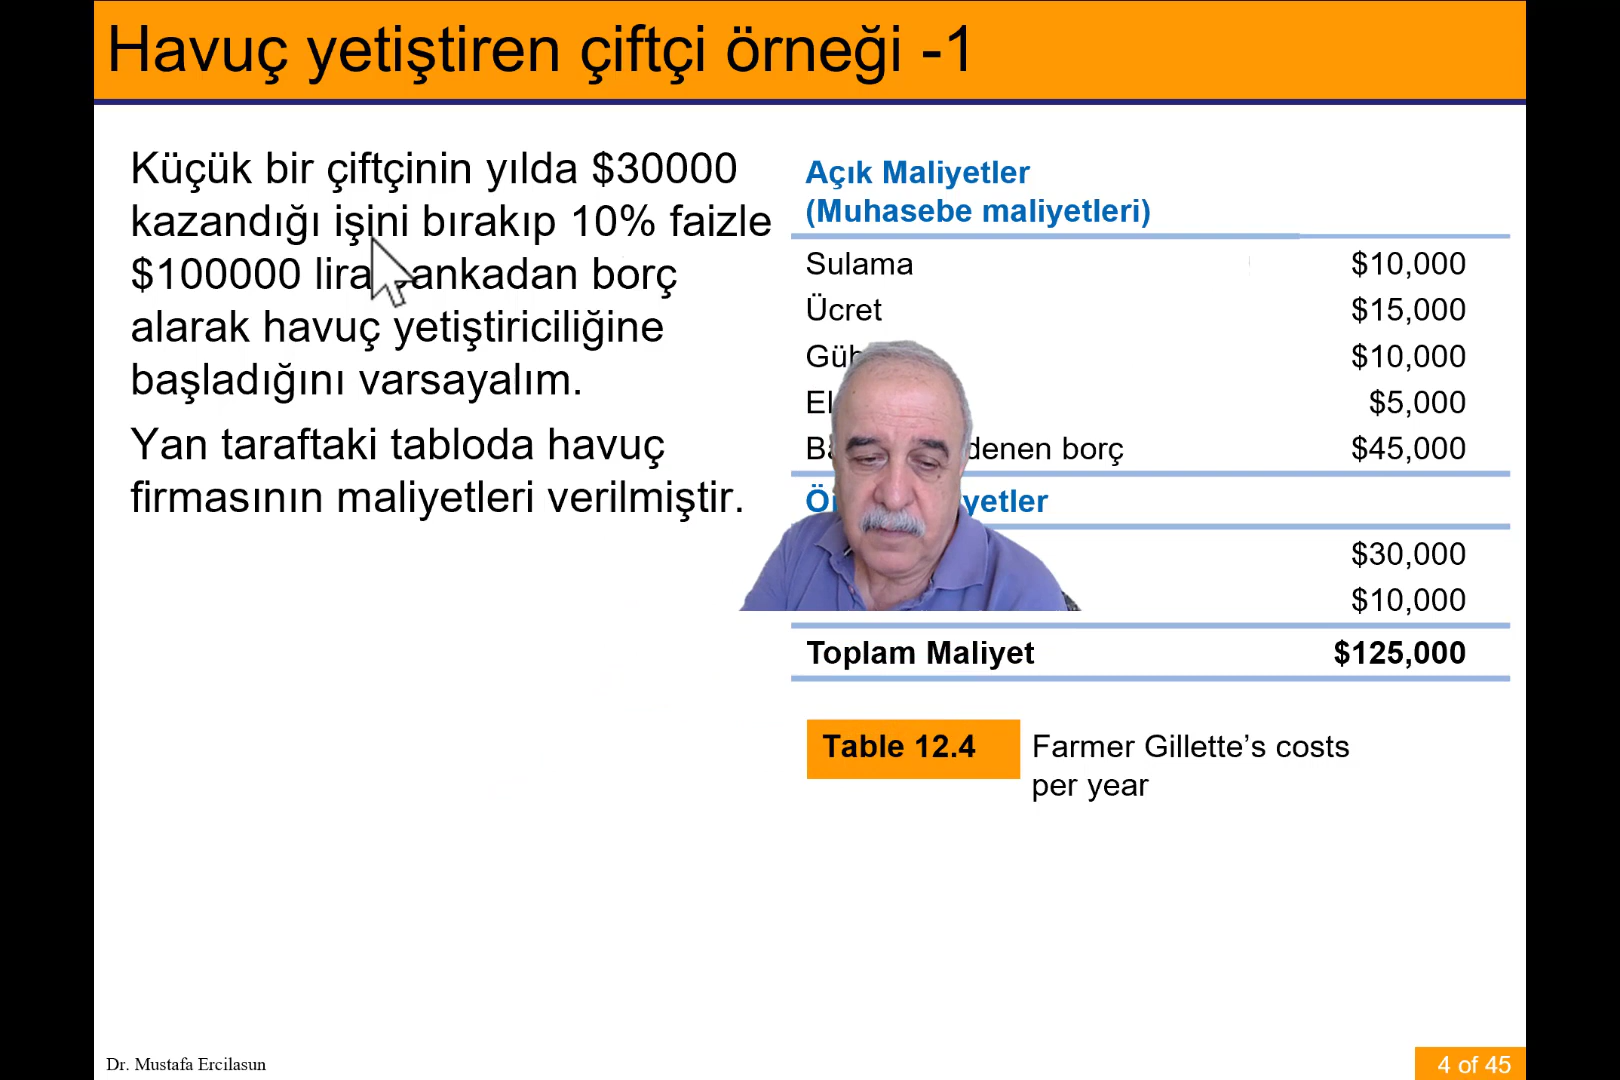 Havuç yetiştiren çiftçi örneği -1
Küçük bir çiftçinin yılda $30000
kazandığı işini bırakıp 10% faizle
$100000 lira ankadan borç
alarak havuç yetiştiriciliğine
başladığını varsayalım.
Yan taraftaki tabloda havuç
firmasının maliyetleri verilmiştir.
Açık Maliyetler
(Muhasebe maliyetleri)
Sulama $10,000
Ücret $15,000
$10,000
$5,000
denen borç $45,000
yetler
$30,000
$10,000
Toplam Maliyet $125,000
Table 12.4 Farmer Gillette’s costs
per year
Dr. Mustafa Ercilasun
4 of 45